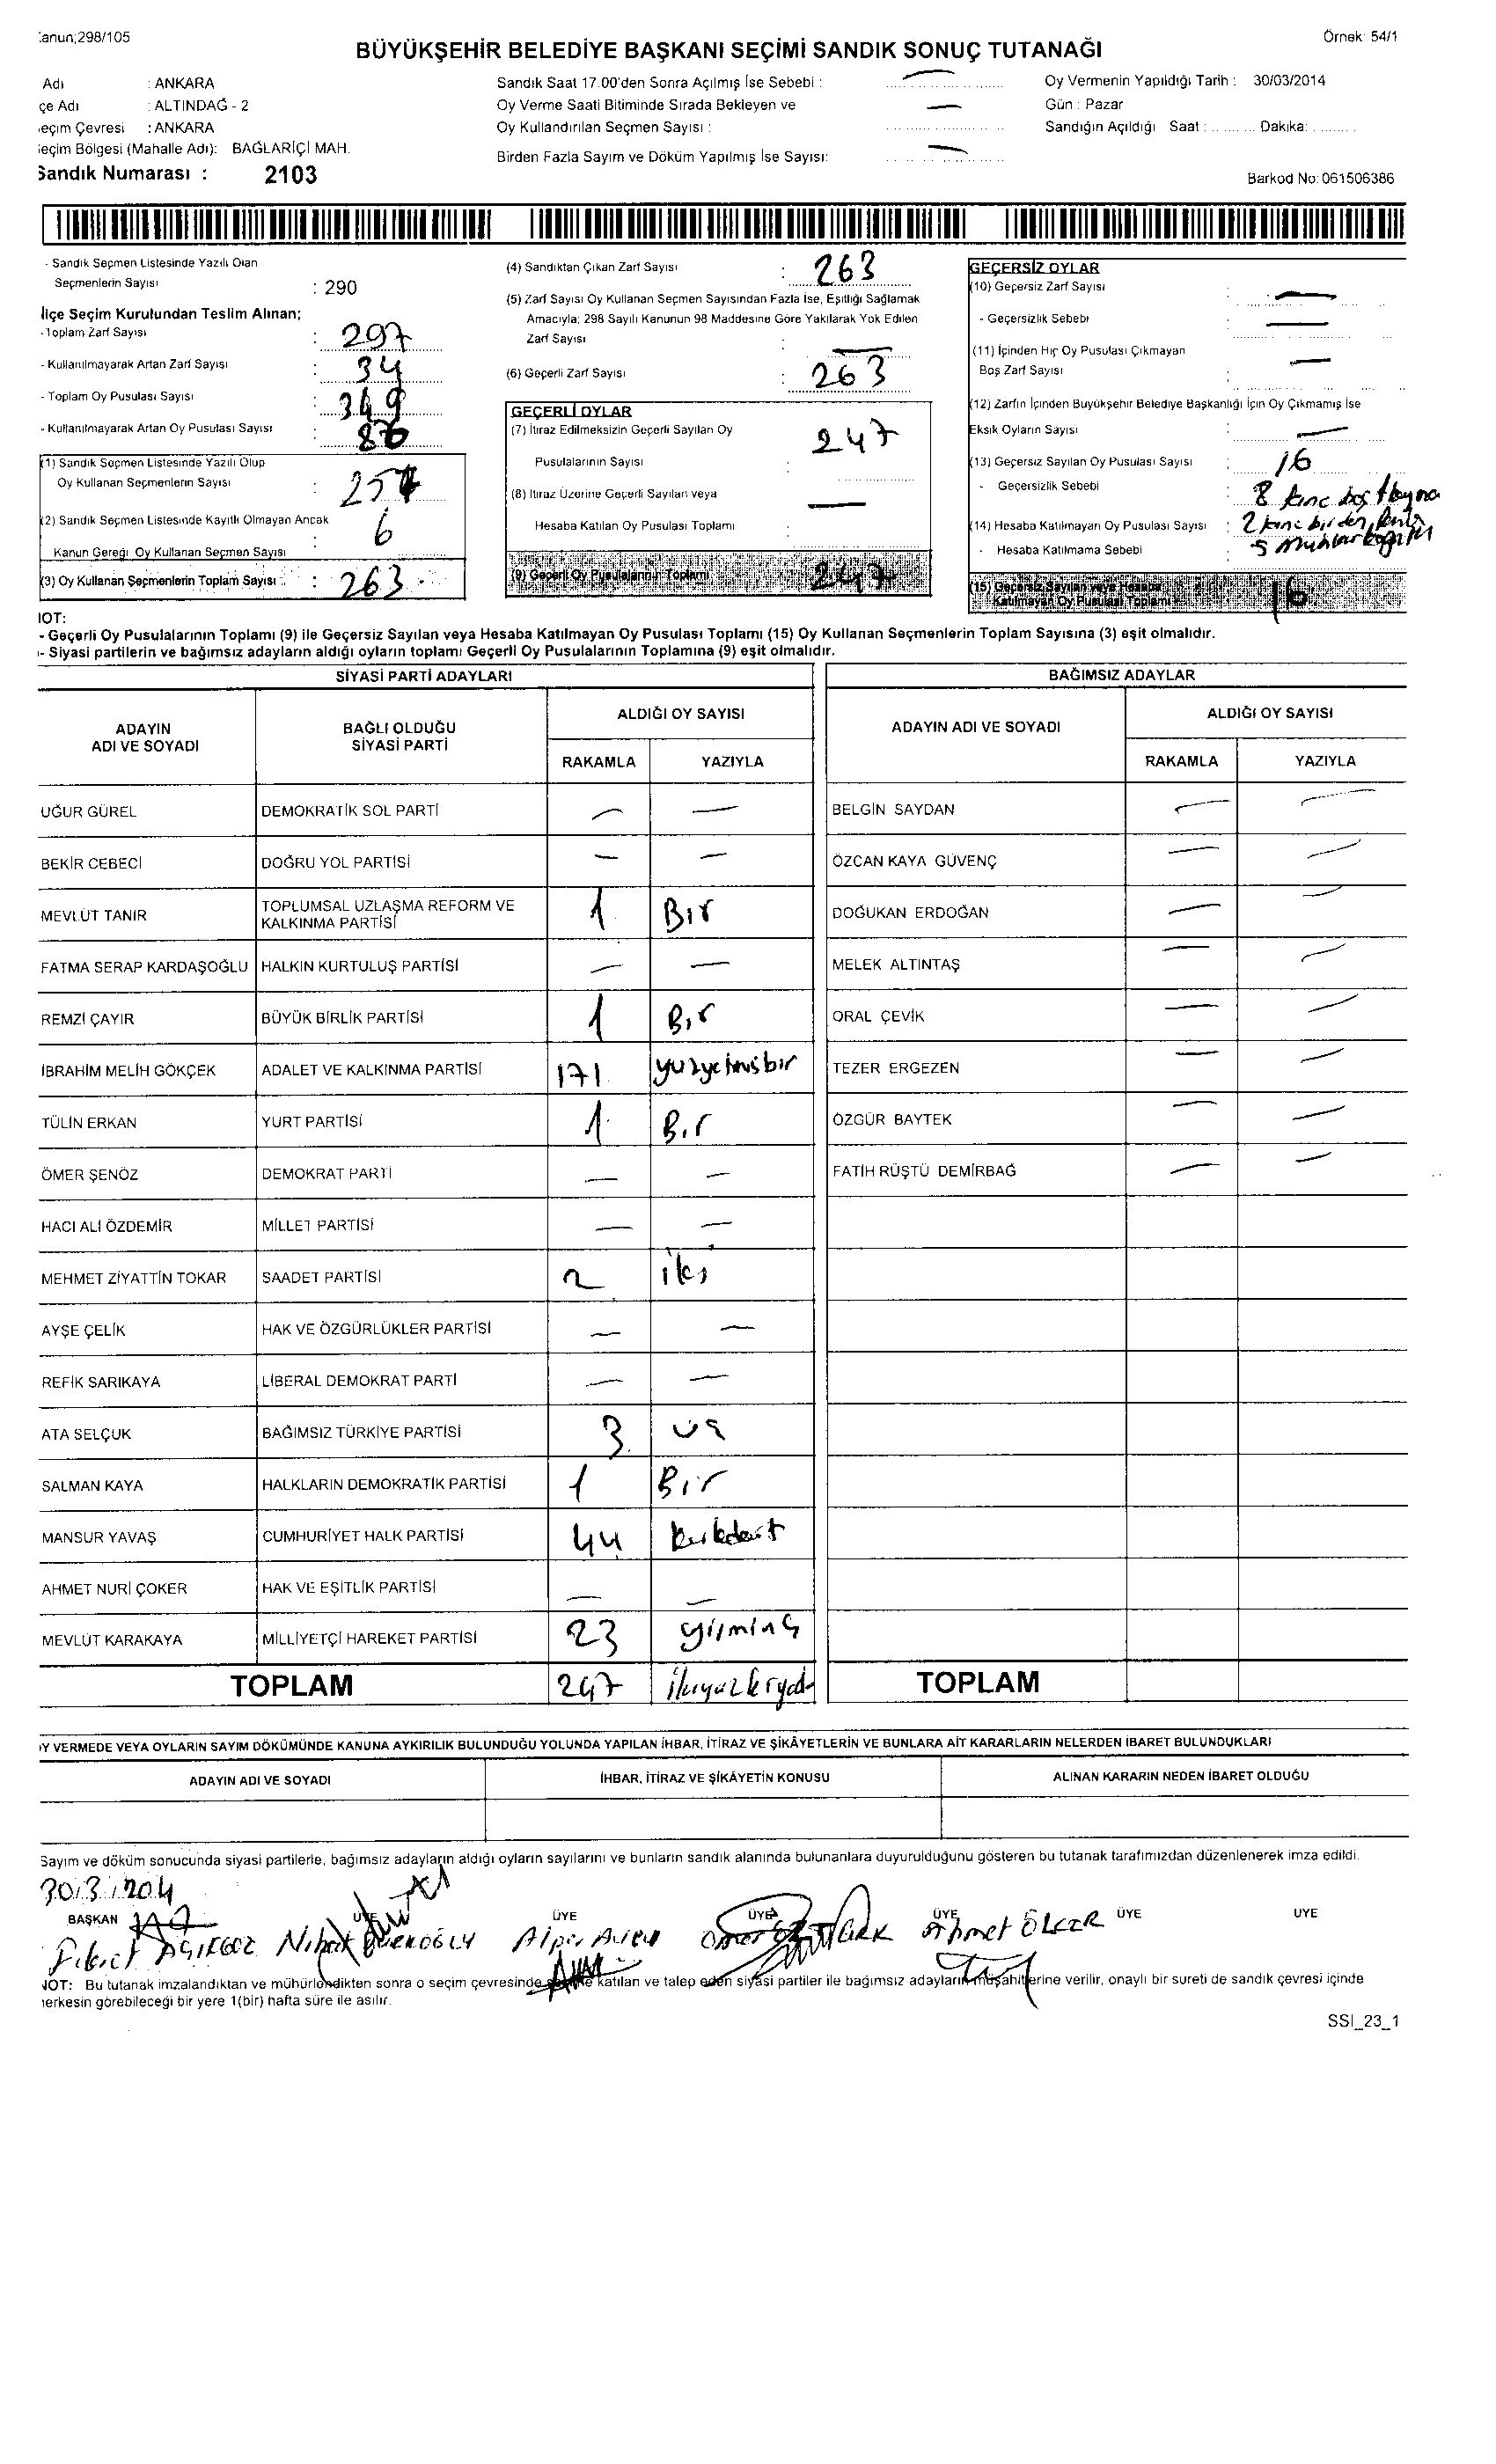 anun;298/105
Örnek: 54/1
BÜYÜKŞEHİR BELEDİYE BAŞKANI SEÇİMİ SANDIK SONUÇ TUTANAĞI
Adı : ANKARA
çe Adı : ALTINDAĞ - 2
eçim Çevresi : ANKARA
eçim Bölgesi (Mahalle Adı): BAĞLARİÇİ MAH.
Sandık Numarası : 2103
Sandık Saat 17.00'den Sonra Açılmış İse Sebebi : —
Oy Verme Saati Bitiminde Sırada Bekleyen ve
Oy Kullandırılan Seçmen Sayısı : —
Birden Fazla Sayım ve Döküm Yapılmış İse Sayısı: —
Oy Vermenin Yapıldığı Tarih : 30/03/2014
Gün : Pazar
Sandığın Açıldığı Saat : .......... Dakika: ..........
Barkod No: 061506386
- Sandık Seçmen Listesinde Yazılı Olan
Seçmenlerin Sayısı : 290
İlçe Seçim Kurulundan Teslim Alınan;
- Toplam Zarf Sayısı : 297
- Kullanılmayarak Artan Zarf Sayısı : 34
- Toplam Oy Pusulası Sayısı : 349
- Kullanılmayarak Artan Oy Pusulası Sayısı : 86
(1) Sandık Seçmen Listesinde Yazılı Olup
Oy Kullanan Seçmenlerin Sayısı : 257
(2) Sandık Seçmen Listesinde Kayıtlı Olmayan Ancak
Kanun Gereği Oy Kullanan Seçmen Sayısı : 6
(3) Oy Kullanan Seçmenlerin Toplam Sayısı : 263
(4) Sandıktan Çıkan Zarf Sayısı : 263
(5) Zarf Sayısı Oy Kullanan Seçmen Sayısından Fazla İse, Eşitliği Sağlamak
Amacıyla; 298 Sayılı Kanunun 98 Maddesine Göre Yakılarak Yok Edilen
Zarf Sayısı : —
(6) Geçerli Zarf Sayısı : 263
GEÇERLİ OYLAR
(7) İtiraz Edilmeksizin Geçerli Sayılan Oy
Pusulalarının Sayısı : 247
(8) İtiraz Üzerine Geçerli Sayılan veya
Hesaba Katılan Oy Pusulası Toplamı : —
(9) Geçerli Oy Pusulalarının Toplamı 247
GEÇERSİZ OYLAR
(10) Geçersiz Zarf Sayısı : —
- Geçersizlik Sebebi : —
(11) İçinden Hiç Oy Pusulası Çıkmayan
Boş Zarf Sayısı : —
(12) Zarfın İçinden Büyükşehir Belediye Başkanlığı İçin Oy Çıkmamış İse
Eksik Oyların Sayısı : —
(13) Geçersiz Sayılan Oy Pusulası Sayısı : 16
- Geçersizlik Sebebi : 8 tane boş
(14) Hesaba Katılmayan Oy Pusulası Sayısı : 2 tane birden fazla
- Hesaba Katılmama Sebebi 5 muhtar
(15) Geçersiz Sayılan veya Hesaba
Katılmayan Oy Pusulası Toplamı 16
NOT:
- Geçerli Oy Pusulalarının Toplamı (9) ile Geçersiz Sayılan veya Hesaba Katılmayan Oy Pusulası Toplamı (15) Oy Kullanan Seçmenlerin Toplam Sayısına (3) eşit olmalıdır.
- Siyasi partilerin ve bağımsız adayların aldığı oyların toplamı Geçerli Oy Pusulalarının Toplamına (9) eşit olmalıdır.
SİYASİ PARTİ ADAYLARI
BAĞIMSIZ ADAYLAR
ADAYIN ADI VE SOYADI
BAĞLI OLDUĞU SİYASİ PARTİ
ALDIĞI OY SAYISI
RAKAMLA YAZIYLA
ADAYIN ADI VE SOYADI
ALDIĞI OY SAYISI
RAKAMLA YAZIYLA
UĞUR GÜREL DEMOKRATİK SOL PARTİ — — BELGİN SAYDAN — —
BEKİR CEBECİ DOĞRU YOL PARTİSİ — — ÖZCAN KAYA GÜVENÇ — —
MEVLÜT TANIR TOPLUMSAL UZLAŞMA REFORM VE KALKINMA PARTİSİ 1 Bir DOĞUKAN ERDOĞAN — —
FATMA SERAP KARDAŞOĞLU HALKIN KURTULUŞ PARTİSİ — — MELEK ALTINTAŞ — —
REMZİ ÇAYIR BÜYÜK BİRLİK PARTİSİ 1 Bir ORAL ÇEVİK — —
İBRAHİM MELİH GÖKÇEK ADALET VE KALKINMA PARTİSİ 171 yüzyetmişbir TEZER ERGEZEN — —
TÜLİN ERKAN YURT PARTİSİ 1 Bir ÖZGÜR BAYTEK — —
ÖMER ŞENÖZ DEMOKRAT PARTİ — — FATİH RÜŞTÜ DEMİRBAĞ — —
HACI ALİ ÖZDEMİR MİLLET PARTİSİ — —
MEHMET ZİYATTİN TOKAR SAADET PARTİSİ 2 iki
AYŞE ÇELİK HAK VE ÖZGÜRLÜKLER PARTİSİ — —
REFİK SARIKAYA LİBERAL DEMOKRAT PARTİ — —
ATA SELÇUK BAĞIMSIZ TÜRKİYE PARTİSİ 3 üç
SALMAN KAYA HALKLARIN DEMOKRATİK PARTİSİ 1 Bir
MANSUR YAVAŞ CUMHURİYET HALK PARTİSİ 44 kırkdört
AHMET NURİ ÇOKER HAK VE EŞİTLİK PARTİSİ — —
MEVLÜT KARAKAYA MİLLİYETÇİ HAREKET PARTİSİ 23 yirmiüç
TOPLAM 247 TOPLAM
Y VERMEDE VEYA OYLARIN SAYIM DÖKÜMÜNDE KANUNA AYKIRILIK BULUNDUĞU YOLUNDA YAPILAN İHBAR, İTİRAZ VE ŞİKÂYETLERİN VE BUNLARA AİT KARARLARIN NELERDEN İBARET BULUNDUKLARI
ADAYIN ADI VE SOYADI İHBAR, İTİRAZ VE ŞİKÂYETİN KONUSU ALINAN KARARIN NEDEN İBARET OLDUĞU
Sayım ve döküm sonucunda siyasi partilerle, bağımsız adayların aldığı oyların sayılarını ve bunların sandık alanında bulunanlara duyurulduğunu gösteren bu tutanak tarafımızdan düzenlenerek imza edildi.
30/3/2014
BAŞKAN ÜYE ÜYE ÜYE ÜYE ÜYE ÜYE
Fikret AÇIKGÖZ Nihat Alper Ömer ÖZTÜRK Ahmet ÖLÇER
NOT: Bu tutanak imzalandıktan ve mühürlendikten sonra o seçim çevresinde seçime katılan ve talep eden siyasi partiler ile bağımsız adayların müşahitlerine verilir, onaylı bir sureti de sandık çevresi içinde
herkesin görebileceği bir yere 1(bir) hafta süre ile asılır.
SSI_23_1